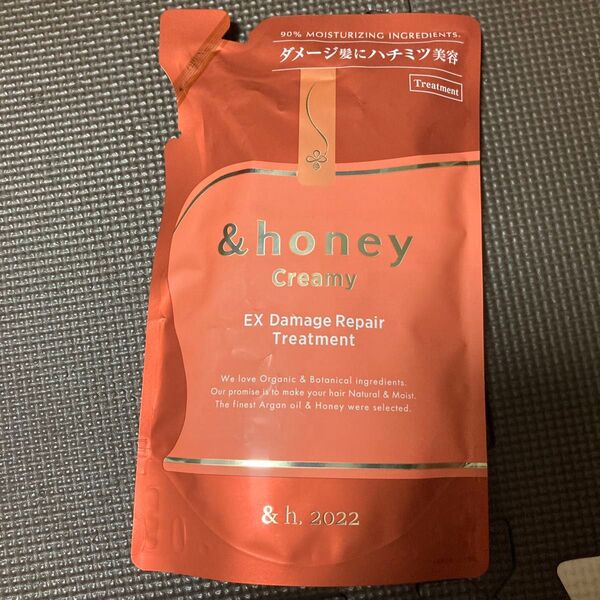 90% MOISTURIZING INGREDIENTS.
ダメージ髪にハチミツ美容
Treatment
&honey
Creamy
EX Damage Repair
Treatment
We love Organic & Botanical ingredients.
Our promise is to make your hair Natural & Moist.
The finest Argan oil & Honey were selected.
& h. 2022